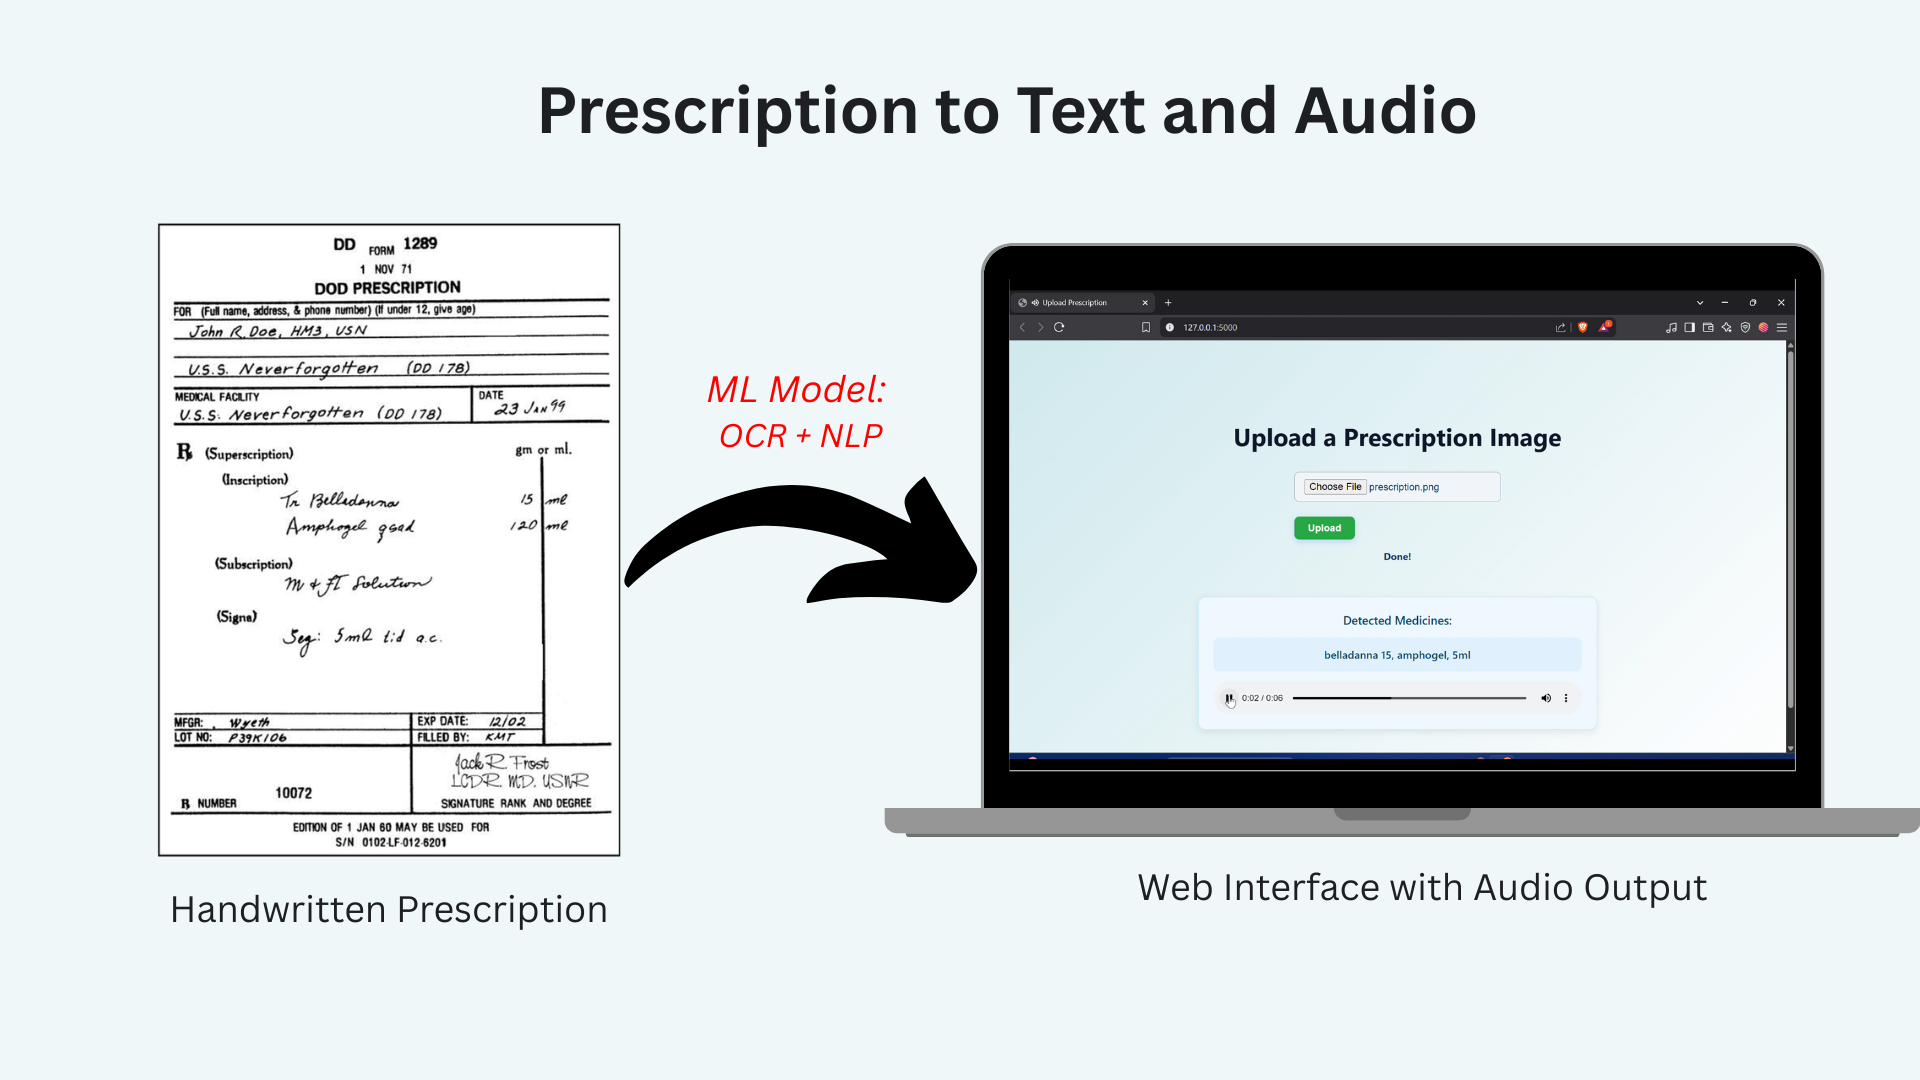 Prescription to Text and Audio
DD FORM 1289
1 NOV 71
DOD PRESCRIPTION
FOR (Full name, address, & phone number) (If under 12, give age)
John R. Doe, HM3, USN
U.S.S. Neverforgotten (DD 178)
MEDICAL FACILITY
U.S.S. Neverforgotten (DD 178)
DATE
23 JAN 99
℞ (Superscription)
gm or ml.
(Inscription)
Tr Belladanna 15 ml
Amphogel qsad 120 ml
(Subscription)
M & FT Solution
(Signa)
Sig: 5ml tid a.c.
MFGR: Wyeth
EXP DATE: 12/02
LOT NO: P39K106
FILLED BY: KMT
Jack R. Frost
LCDR. MD. USNR
10072
℞ NUMBER
SIGNATURE RANK AND DEGREE
EDITION OF 1 JAN 60 MAY BE USED FOR
S/N 0102-LF-012-6201
Handwritten Prescription
ML Model:
OCR + NLP
Upload Prescription
127.0.0.1:5000
Upload a Prescription Image
Choose File prescription.png
Upload
Done!
Detected Medicines:
belladanna 15, amphogel, 5ml
0:02 / 0:06
Web Interface with Audio Output